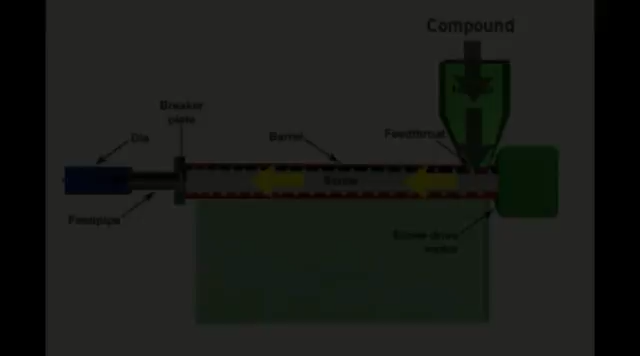 Compound
Breaker
plate
Die
Barrel
Feedthroat
Screw
Feedpipe
Screw drive
motor